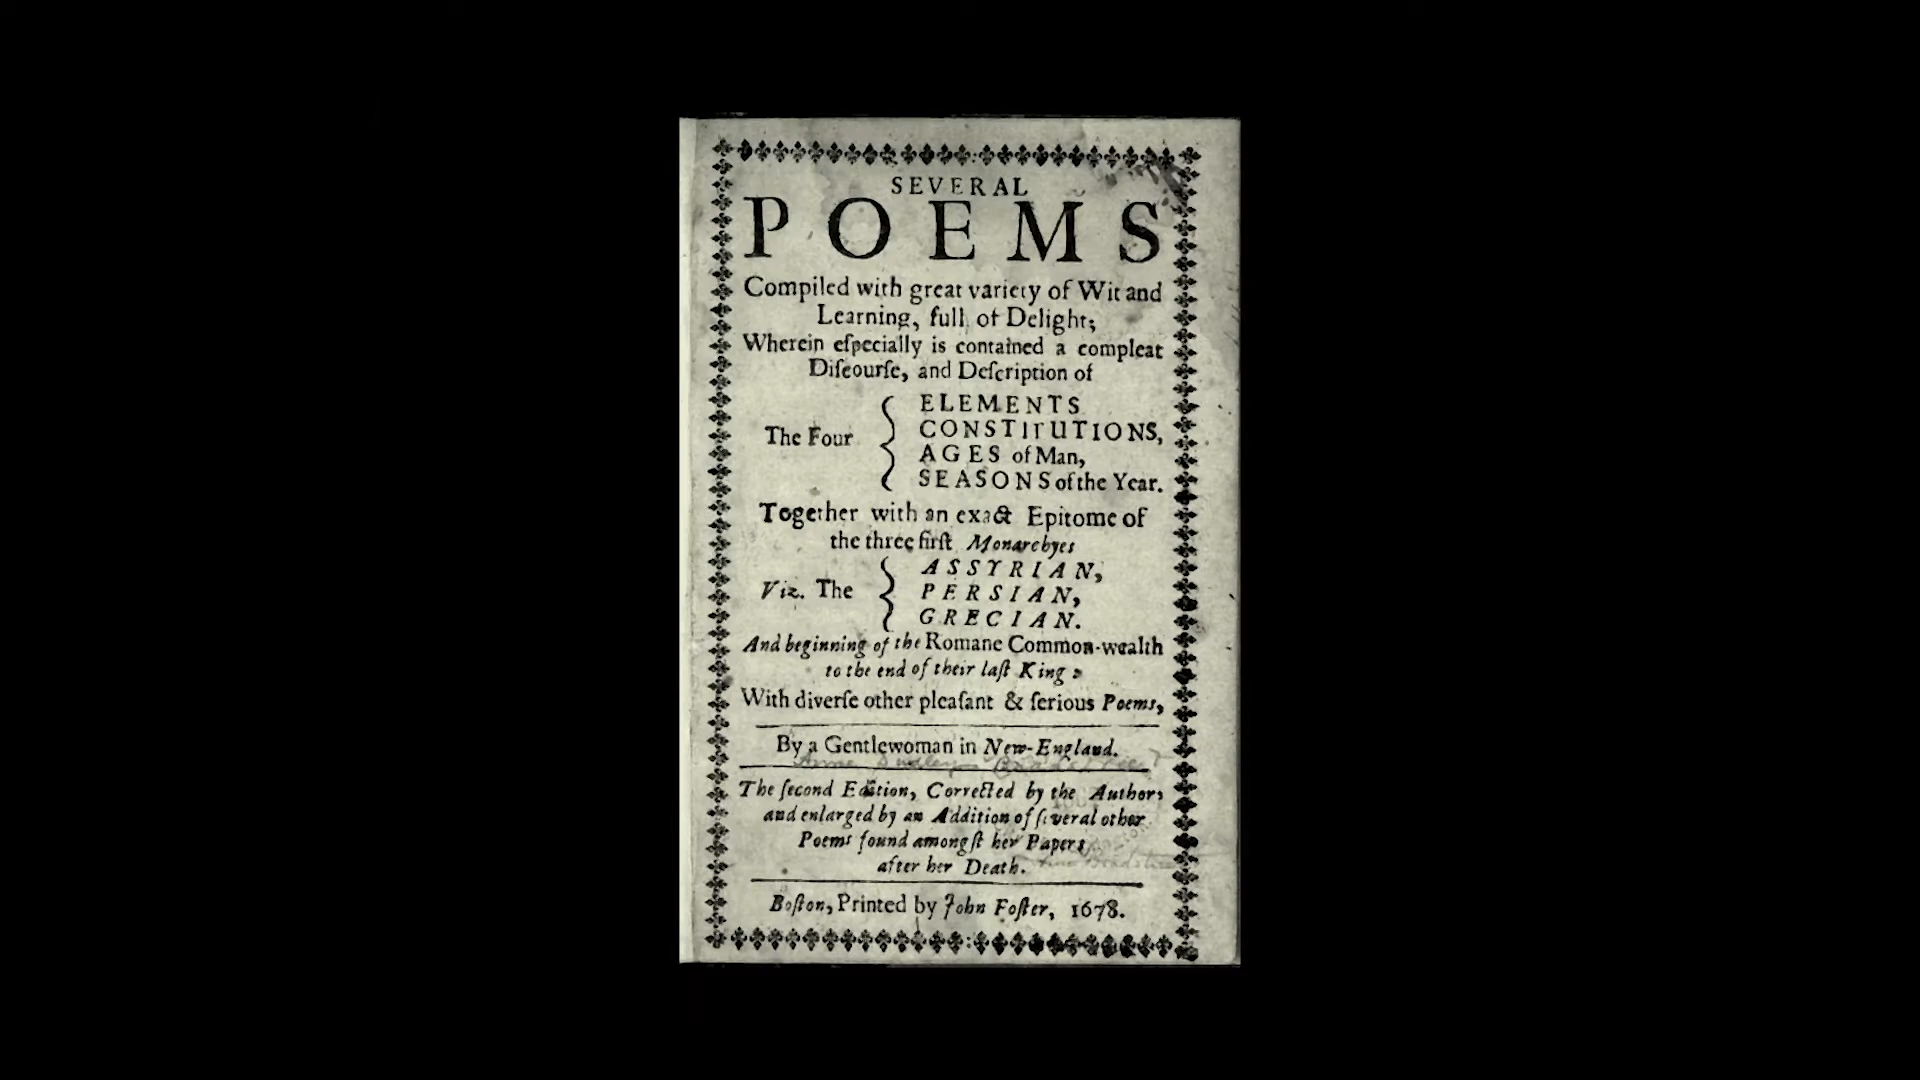 SEVERAL
POEMS
Compiled with great variety of Wit and
Learning, full of Delight;
Wherein eſpecially is contained a compleat
Diſcourſe, and Deſcription of
The Four
ELEMENTS
CONSTITUTIONS,
AGES of Man,
SEASONS of the Year.
Together with an exact Epitome of
the three firſt Monarchyes
Viz. The
ASSYRIAN,
PERSIAN,
GRECIAN.
And beginning of the Romane Common-wealth
to the end of their laſt King:
With diverſe other pleaſant & ſerious Poems,
By a Gentlewoman in New-England.
Anne Dudley Bradstreet
The ſecond Edition, Corrected by the Author,
and enlarged by an Addition of ſeveral other
Poems found amongſt her Papers
after her Death.
Boſton, Printed by John Foſter, 1678.